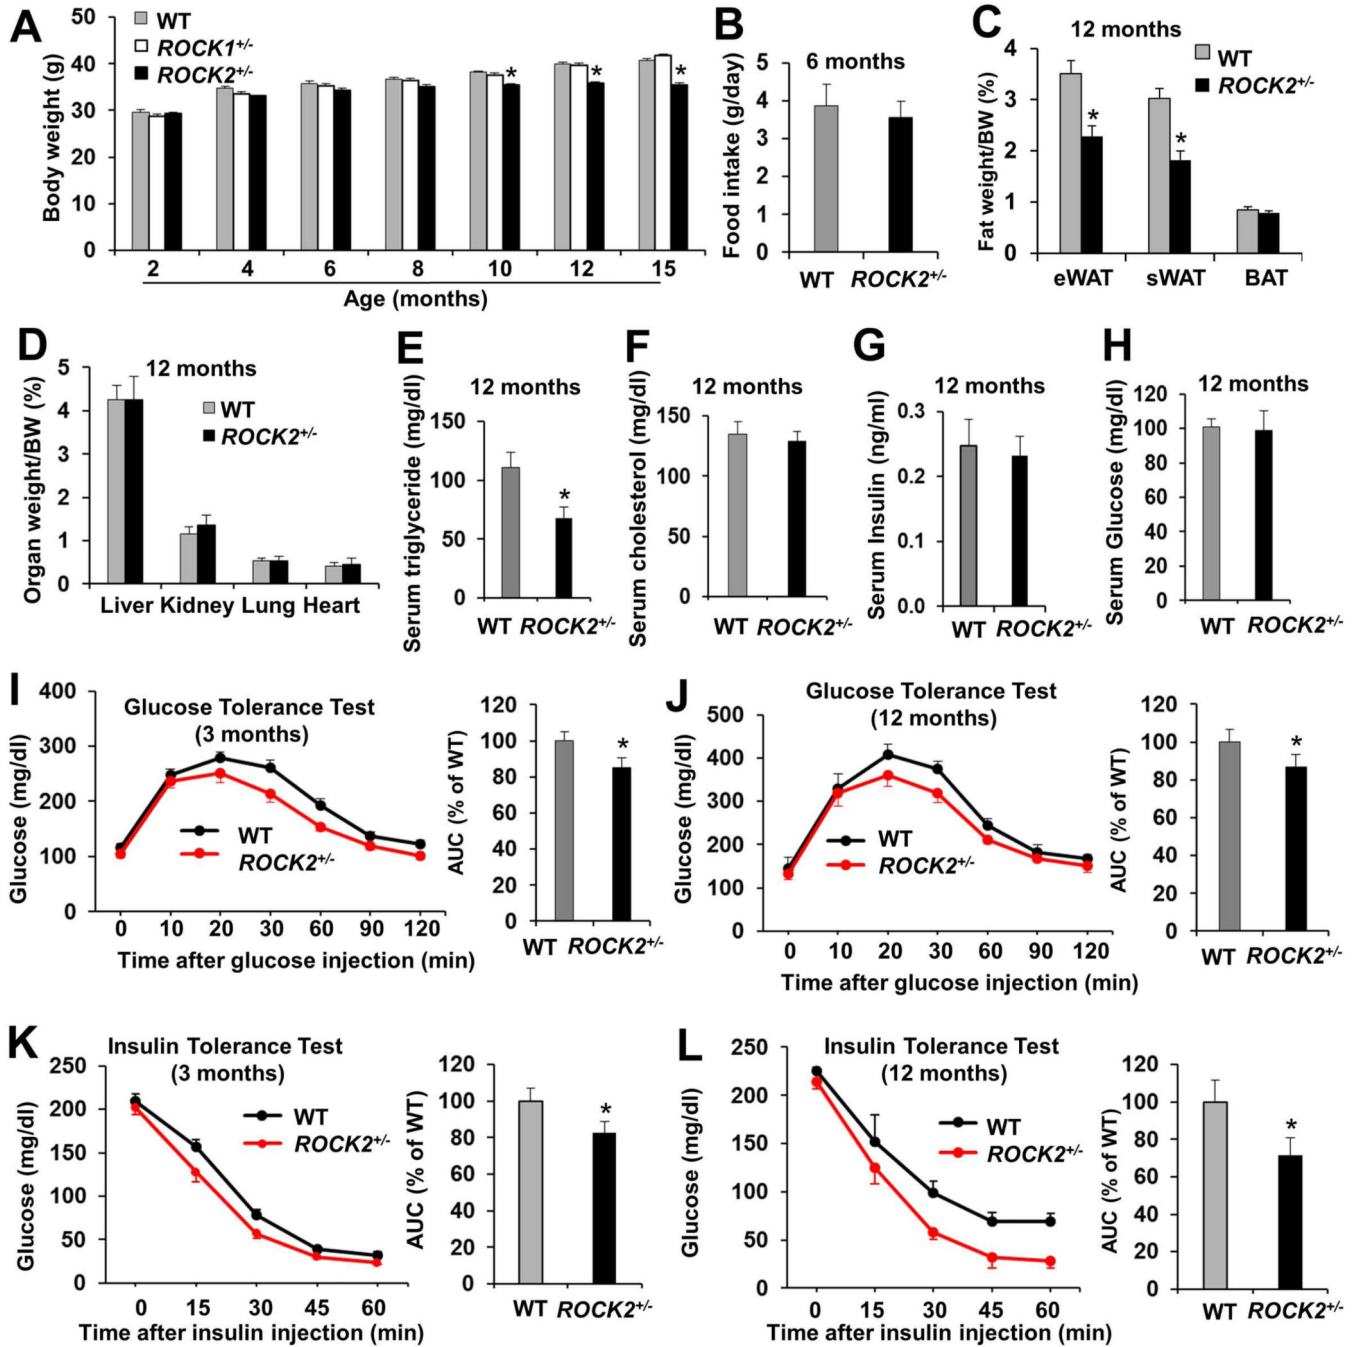 A
Body weight (g)
50
40
30
20
10
0
WT
ROCK1+/-
ROCK2+/-
*
*
*
2 4 6 8 10 12 15
Age (months)
B
6 months
Food intake (g/day)
5
4
3
2
1
0
WT ROCK2+/-
C
12 months
WT
ROCK2+/-
Fat weight/BW (%)
4
3
2
1
0
*
*
eWAT sWAT BAT
D
12 months
WT
ROCK2+/-
Organ weight/BW (%)
5
4
3
2
1
0
Liver Kidney Lung Heart
E
12 months
Serum triglyceride (mg/dl)
150
100
50
0
*
WT ROCK2+/-
F
12 months
Serum cholesterol (mg/dl)
150
100
50
0
WT ROCK2+/-
G
12 months
Serum Insulin (ng/ml)
0.3
0.2
0.1
0.0
WT ROCK2+/-
H
12 months
Serum Glucose (mg/dl)
120
100
80
60
40
20
0
WT ROCK2+/-
I
Glucose Tolerance Test
(3 months)
Glucose (mg/dl)
400
300
200
100
0
WT
ROCK2+/-
0 10 20 30 60 90 120
Time after glucose injection (min)
AUC (% of WT)
120
100
80
60
40
20
0
*
WT ROCK2+/-
J
Glucose Tolerance Test
(12 months)
Glucose (mg/dl)
500
400
300
200
100
0
WT
ROCK2+/-
0 10 20 30 60 90 120
Time after glucose injection (min)
AUC (% of WT)
120
100
80
60
40
20
0
*
WT ROCK2+/-
K
Insulin Tolerance Test
(3 months)
Glucose (mg/dl)
250
200
150
100
50
0
WT
ROCK2+/-
0 15 30 45 60
Time after insulin injection (min)
AUC (% of WT)
120
100
80
60
40
20
0
*
WT ROCK2+/-
L
Insulin Tolerance Test
(12 months)
Glucose (mg/dl)
250
200
150
100
50
0
WT
ROCK2+/-
0 15 30 45 60
Time after insulin injection (min)
AUC (% of WT)
120
100
80
60
40
20
0
*
WT ROCK2+/-